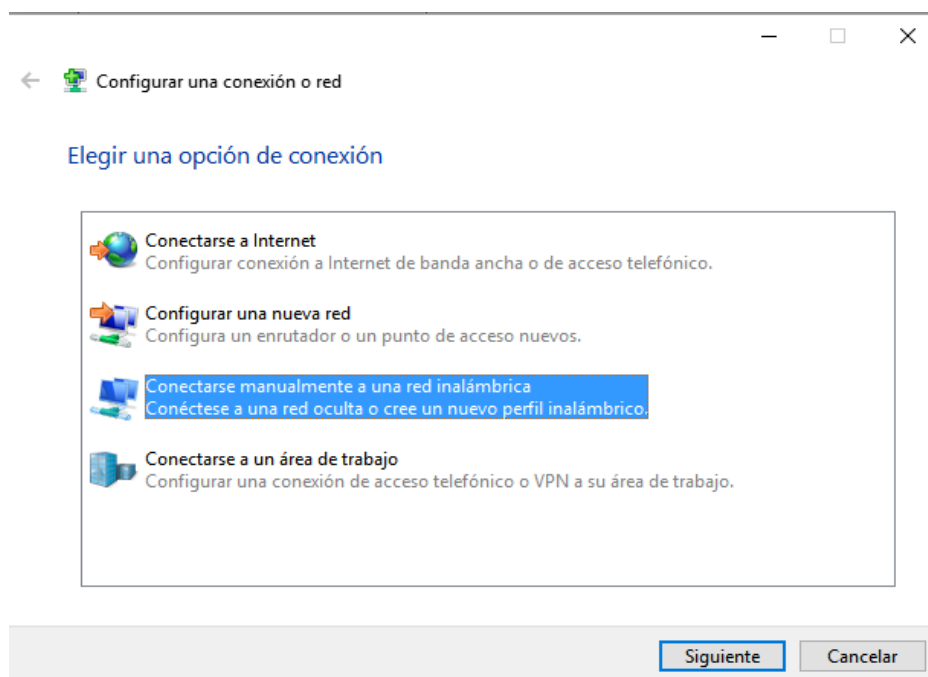 Configurar una conexión o red
Elegir una opción de conexión
Conectarse a Internet
Configurar conexión a Internet de banda ancha o de acceso telefónico.
Configurar una nueva red
Configura un enrutador o un punto de acceso nuevos.
Conectarse manualmente a una red inalámbrica
Conéctese a una red oculta o cree un nuevo perfil inalámbrico.
Conectarse a un área de trabajo
Configurar una conexión de acceso telefónico o VPN a su área de trabajo.
Siguiente Cancelar